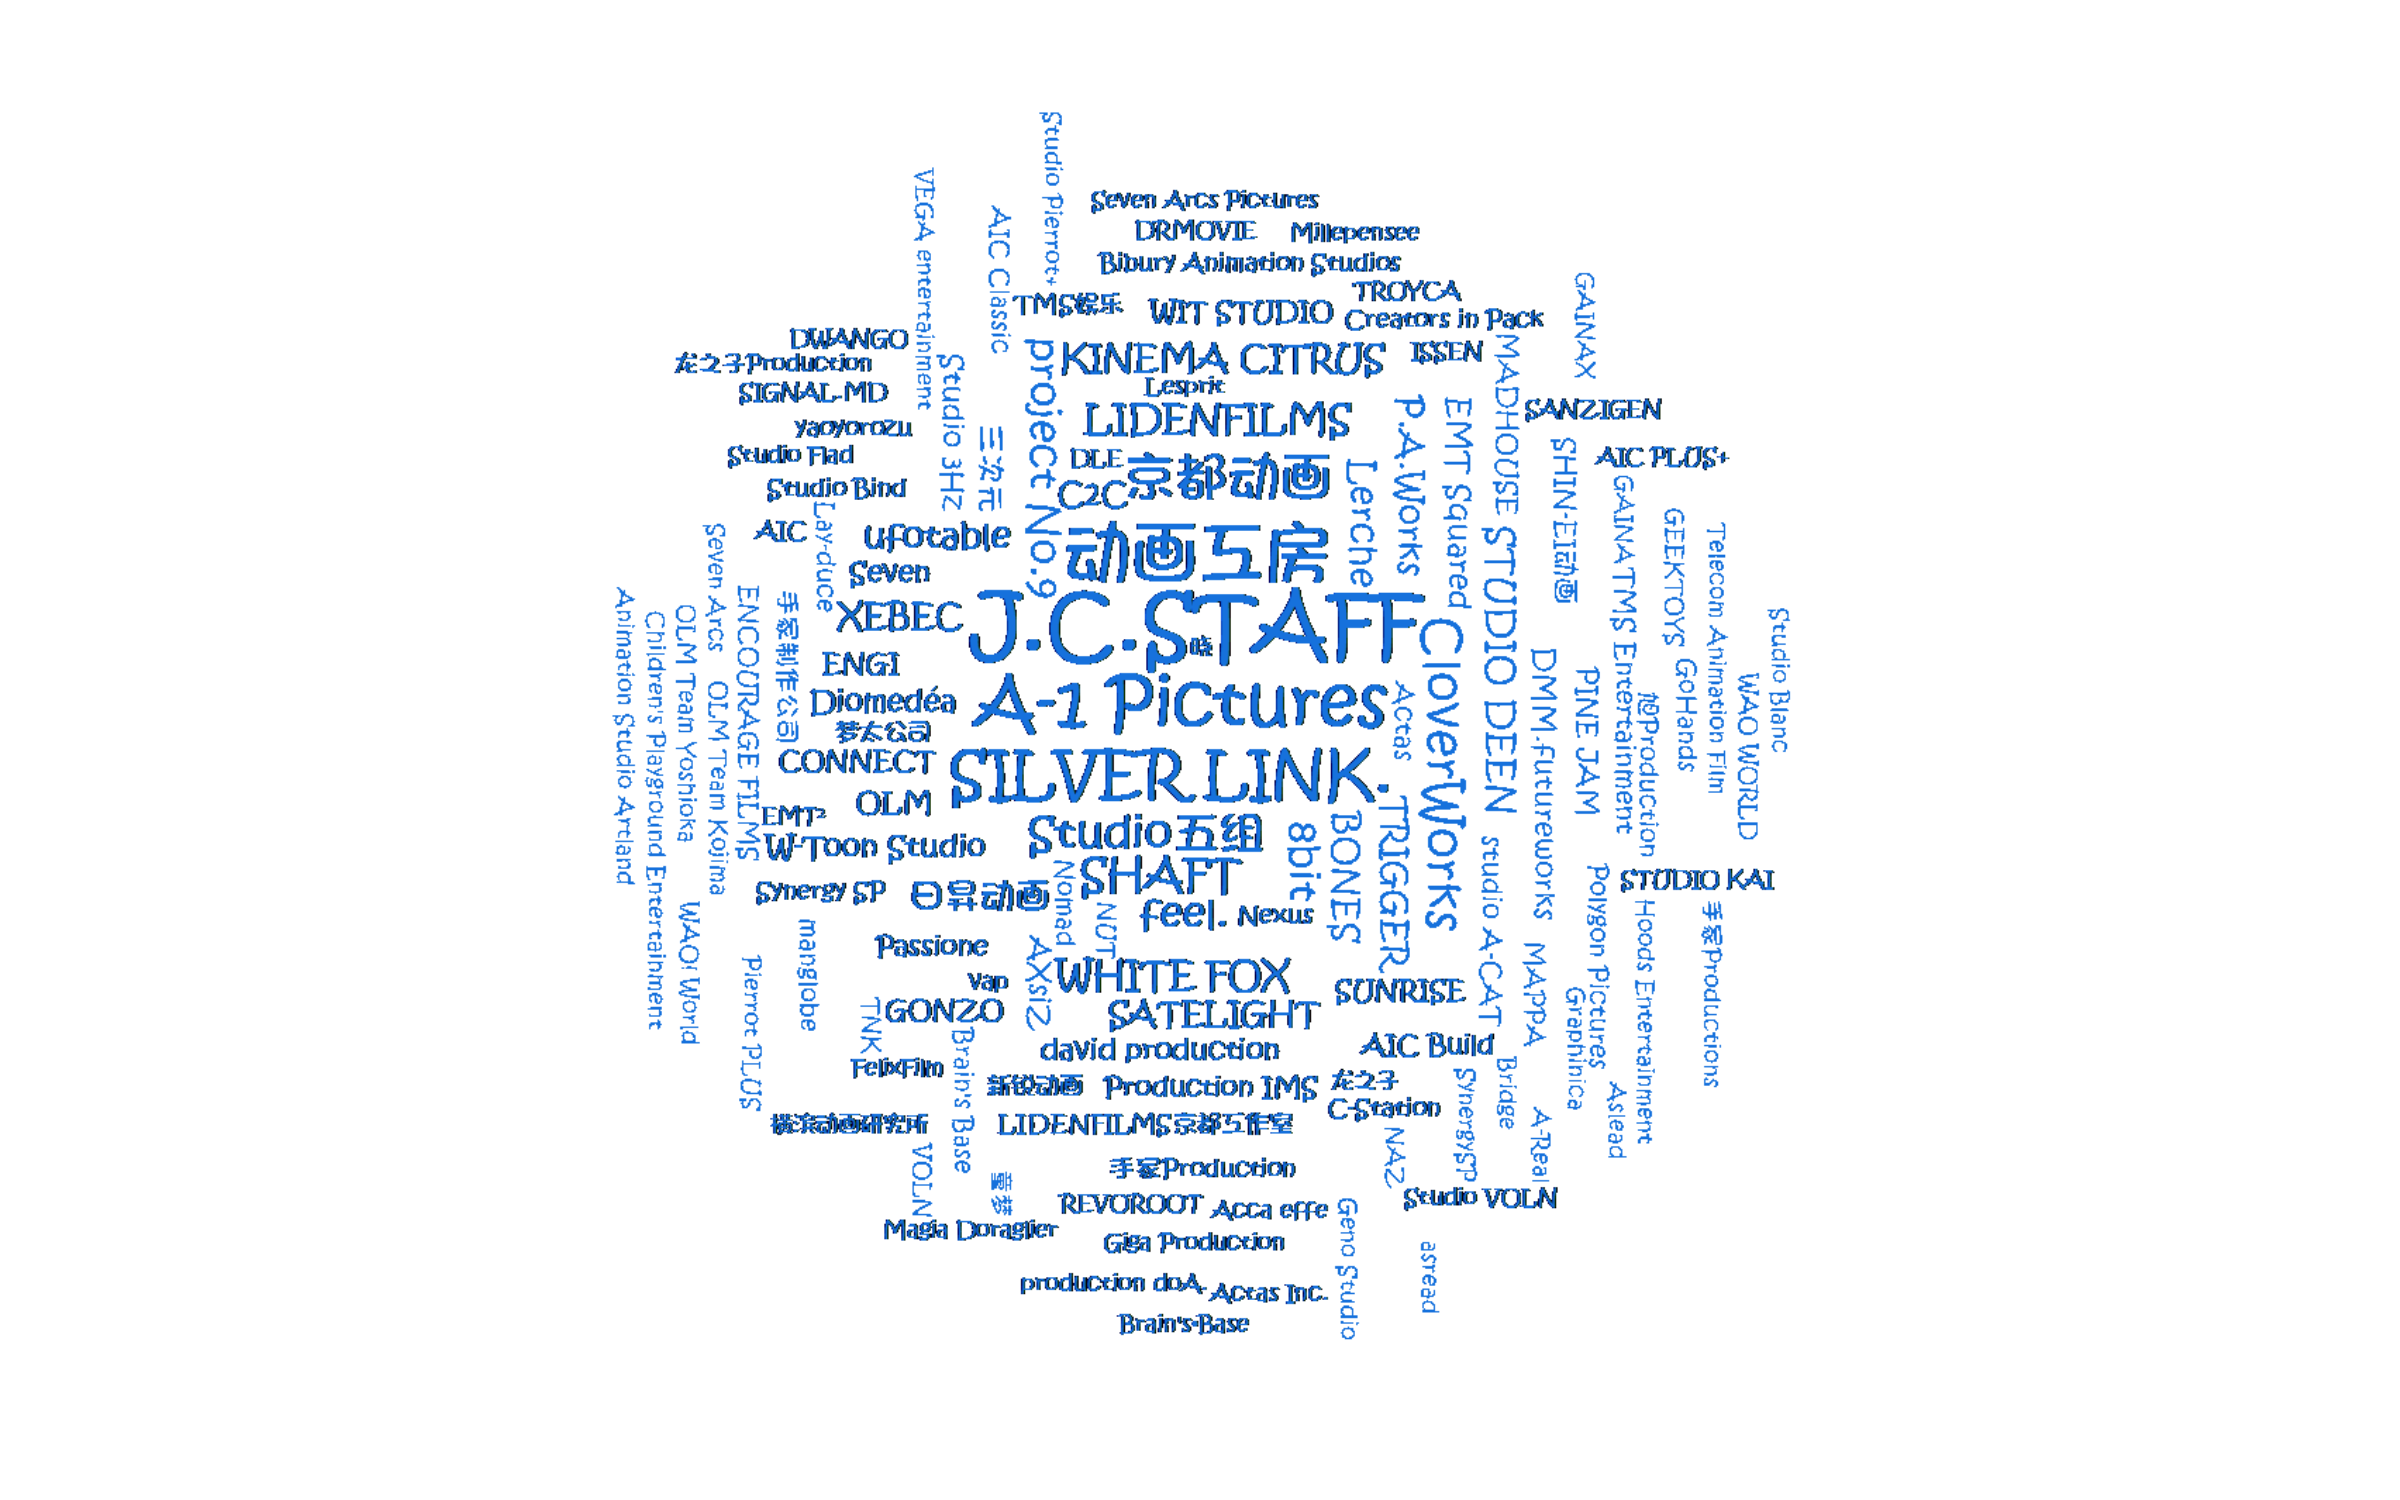 Studio Pierrot+
VEGA entertainment
Seven Arcs Pictures
AIC Classic
DRMOVIE
Millepensee
Bibury Animation Studios
GAINAX
TROYCA
TMS娱乐
WIT STUDIO
Creators in Pack
DWANGO
龙之子Production
project No.9
KINEMA CITRUS
ISSEN
MADHOUSE
Studio 3Hz
SIGNAL-MD
Lesprit
LIDENFILMS
P.A.Works
EMT Squared
SANZIGEN
yaoyorozu
三次元
SHIN-EI动画
Studio Flad
DLE
京都动画
Lerche
AIC PLUS+
GAINA
Studio Bind
C2C
Lay-duce
GEEKTOYS
Seven Arcs
AIC
ufotable
动画工房
STUDIO DEEN
Telecom Animation Film
Seven
Animation Studio Artland
Children's Playground Entertainment
OLM Team Yoshioka
ENCOURAGE FILMS
手冢制作公司
XEBEC
J.C.STAFF
晓
CloverWorks
TMS Entertainment
Studio Blanc
ENGI
DMM.futureworks
PINE JAM
GoHands
WAO WORLD
OLM Team Kojima
Diomedéa
A-1 Pictures
Actas
旭Production
梦太公司
CONNECT
SILVER LINK.
OLM
EMT²
TRIGGER
W-Toon Studio
Studio五组
8bit
BONES
studio A-CAT
SHAFT
Nomad
Polygon Pictures
STUDIO KAI
Synergy SP
日昇动画
NUT
feel.
Nexus
Hoods Entertainment
手冢Productions
WAO! World
manglobe
Passione
AXsiZ
MAPPA
Pierrot PLUS
Vap
WHITE FOX
SUNRISE
Graphinica
TNK
GONZO
SATELIGHT
Brain's Base
david production
AIC Build
Bridge
FelixFilm
新锐动画
Production IMS
龙之子
SynergySP
Aslead
C-Station
A-Real
横滨动画研究所
LIDENFILMS京都工作室
NAZ
VOLN
手冢Production
童梦
REVOROOT
Acca effe
Geno Studio
Studio VOLN
Magia Doraglier
Giga Production
asread
production doA
Actas Inc.
Brain's·Base